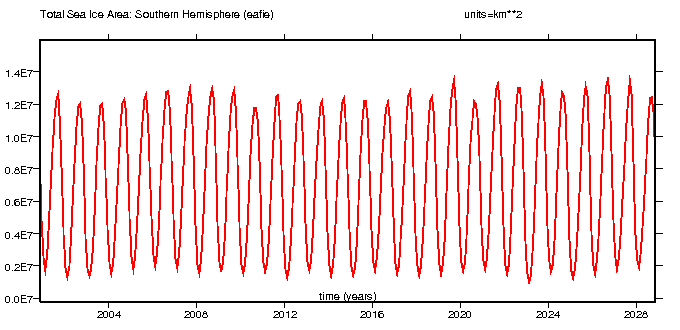 Total Sea Ice Area: Southern Hemisphere (eafie) units=km**2
1.4E7
1.2E7
1.0E7
0.8E7
0.6E7
0.4E7
0.2E7
0.0E7
time (years)
2004 2008 2012 2016 2020 2024 2028